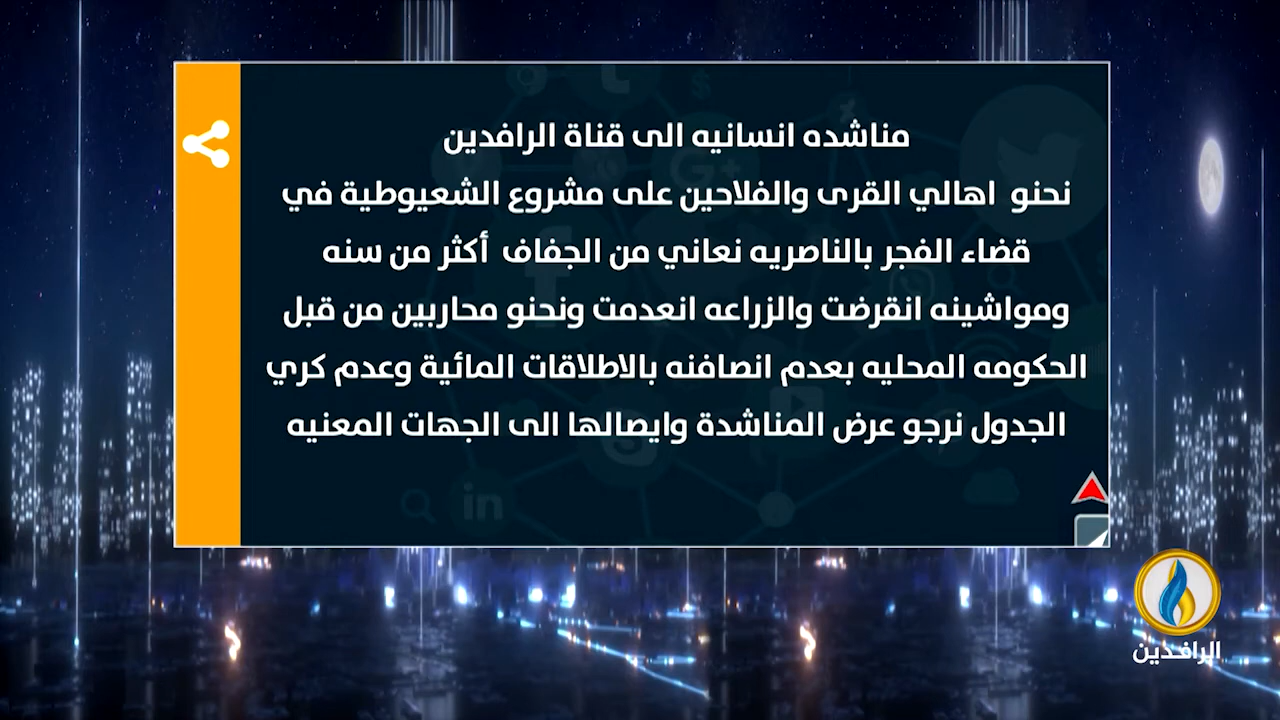 مناشده انسانيه الى قناة الرافدين
نحنو اهالي القرى والفلاحين على مشروع الشعيوطية في
قضاء الفجر بالناصريه نعاني من الجفاف أكثر من سنه
ومواشينه انقرضت والزراعه انعدمت ونحنو محاربين من قبل
الحكومه المحليه بعدم انصافنه بالاطلاقات المائية وعدم كري
الجدول نرجو عرض المناشدة وايصالها الى الجهات المعنيه
in
الرافدين